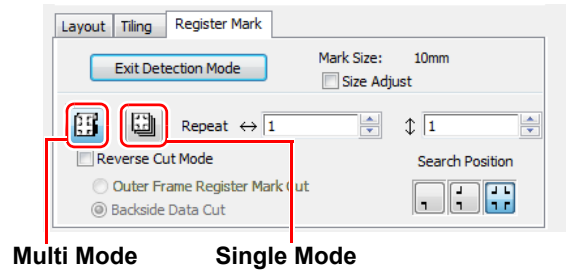 Layout Tiling Register Mark
Exit Detection Mode Mark Size: 10mm
Size Adjust
Repeat ↔ 1 ↕ 1
Reverse Cut Mode Search Position
Outer Frame Register Mark Cut
Backside Data Cut
Multi Mode Single Mode